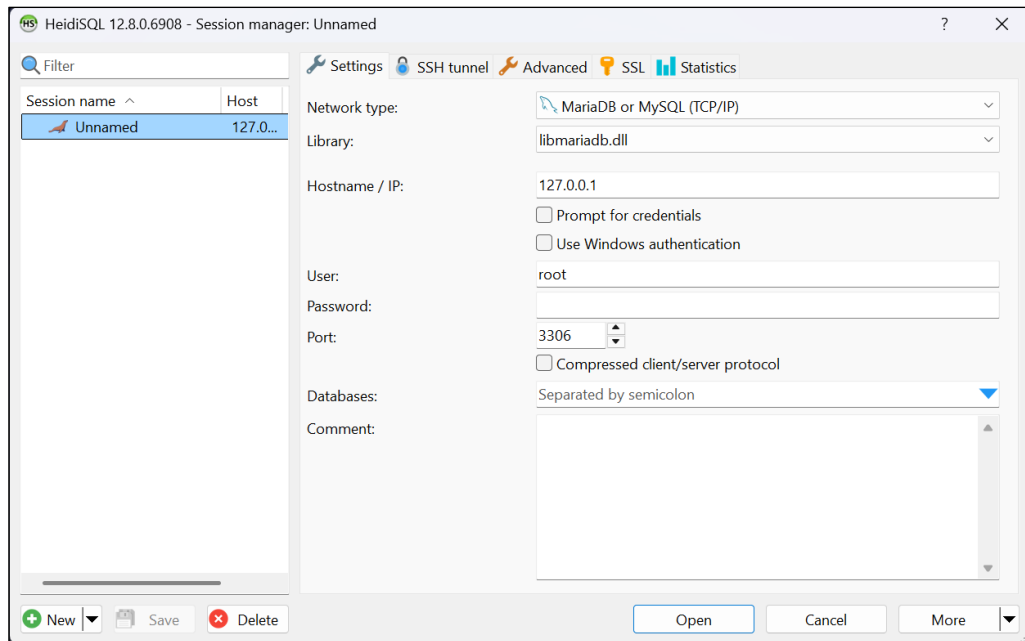 HeidiSQL 12.8.0.6908 - Session manager: Unnamed
?
Filter
Session name
Host
Unnamed
127.0...
New
Save
Delete
Settings
SSH tunnel
Advanced
SSL
Statistics
Network type:
MariaDB or MySQL (TCP/IP)
Library:
libmariadb.dll
Hostname / IP:
127.0.0.1
Prompt for credentials
Use Windows authentication
User:
root
Password:
Port:
3306
Compressed client/server protocol
Databases:
Separated by semicolon
Comment:
Open
Cancel
More